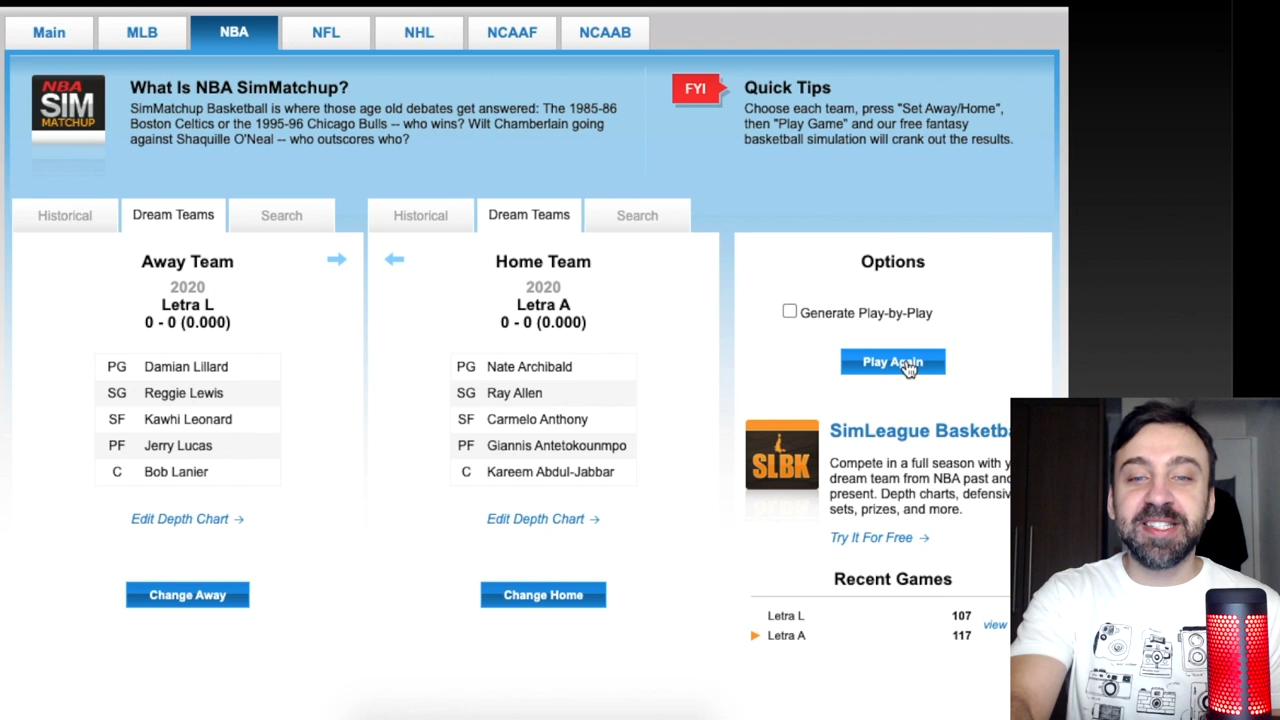 Main
MLB
NBA
NFL
NHL
NCAAF
NCAAB
NBA
SIM
MATCHUP
What Is NBA SimMatchup?
SimMatchup Basketball is where those age old debates get answered: The 1985-86
Boston Celtics or the 1995-96 Chicago Bulls -- who wins? Wilt Chamberlain going
against Shaquille O'Neal -- who outscores who?
FYI
Quick Tips
Choose each team, press "Set Away/Home",
then "Play Game" and our free fantasy
basketball simulation will crank out the results.
Historical
Dream Teams
Search
Away Team
2020
Letra L
0 - 0 (0.000)
PG Damian Lillard
SG Reggie Lewis
SF Kawhi Leonard
PF Jerry Lucas
C Bob Lanier
Edit Depth Chart →
Change Away
Historical
Dream Teams
Search
Home Team
2020
Letra A
0 - 0 (0.000)
PG Nate Archibald
SG Ray Allen
SF Carmelo Anthony
PF Giannis Antetokounmpo
C Kareem Abdul-Jabbar
Edit Depth Chart →
Change Home
Options
Generate Play-by-Play
Play Again
SLBK
SimLeague Basketba
Compete in a full season with y
dream team from NBA past and
present. Depth charts, defensiv
sets, prizes, and more.
Try It For Free →
Recent Games
Letra L 107
view
Letra A 117